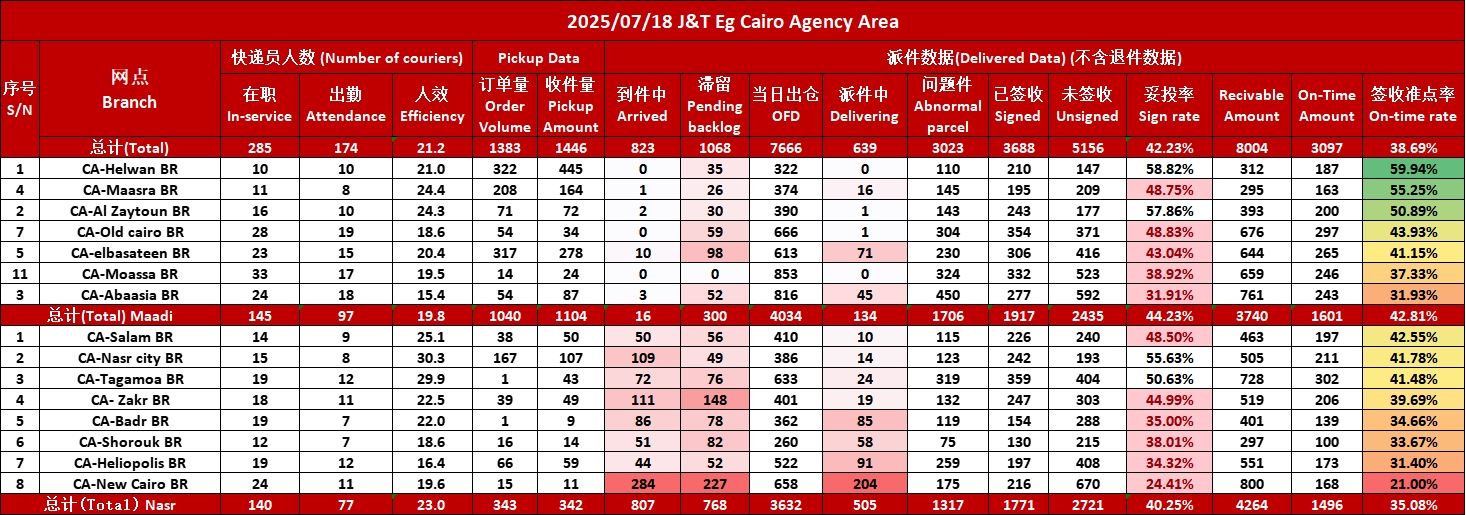 2025/07/18 J&T Eg Cairo Agency Area
序号 S/N 网点 Branch 快递员人数 (Number of couriers) Pickup Data 派件数据(Delivered Data) (不含退件数据)
在职 In-service 出勤 Attendance 人效 Efficiency 订单量 Order Volume 收件量 Pickup Amount 到件中 Arrived 滞留 Pending backlog 当日出仓 OFD 派件中 Delivering 问题件 Abnormal parcel 已签收 Signed 未签收 Unsigned 妥投率 Sign rate Recivable Amount On-Time Amount 签收准点率 On-time rate
总计(Total) 285 174 21.2 1383 1446 823 1068 7666 639 3023 3688 5156 42.23% 8004 3097 38.69%
1 CA-Helwan BR 10 10 21.0 322 445 0 35 322 0 110 210 147 58.82% 312 187 59.94%
4 CA-Maasra BR 11 8 24.4 208 164 1 26 374 16 145 195 209 48.75% 295 163 55.25%
2 CA-Al Zaytoun BR 16 10 24.3 71 72 2 30 390 1 143 243 177 57.86% 393 200 50.89%
7 CA-Old cairo BR 28 19 18.6 54 34 0 59 666 1 304 354 371 48.83% 676 297 43.93%
5 CA-elbasateen BR 23 15 20.4 317 278 10 98 613 71 230 306 416 43.04% 644 265 41.15%
11 CA-Moassa BR 33 17 19.5 14 24 0 0 853 0 324 332 523 38.92% 659 246 37.33%
3 CA-Abaasia BR 24 18 15.4 54 87 3 52 816 45 450 277 592 31.91% 761 243 31.93%
总计(Total) Maadi 145 97 19.8 1040 1104 16 300 4034 134 1706 1917 2435 44.23% 3740 1601 42.81%
1 CA-Salam BR 14 9 25.1 38 50 50 56 410 10 115 226 240 48.50% 463 197 42.55%
2 CA-Nasr city BR 15 8 30.3 167 107 109 49 386 14 123 242 193 55.63% 505 211 41.78%
3 CA-Tagamoa BR 19 12 29.9 1 43 72 76 633 24 319 359 404 50.63% 728 302 41.48%
4 CA- Zakr BR 18 11 22.5 39 49 111 148 401 19 132 247 303 44.99% 519 206 39.69%
5 CA-Badr BR 19 7 22.0 1 9 86 78 362 85 119 154 288 35.00% 401 139 34.66%
6 CA-Shorouk BR 12 7 18.6 16 14 51 82 260 58 75 130 215 38.01% 297 100 33.67%
7 CA-Heliopolis BR 19 12 16.4 66 59 44 52 522 91 259 197 408 34.32% 551 173 31.40%
8 CA-New Cairo BR 24 11 19.6 15 11 284 227 658 204 175 216 670 24.41% 800 168 21.00%
总计(Total) Nasr 140 77 23.0 343 342 807 768 3632 505 1317 1771 2721 40.25% 4264 1496 35.08%